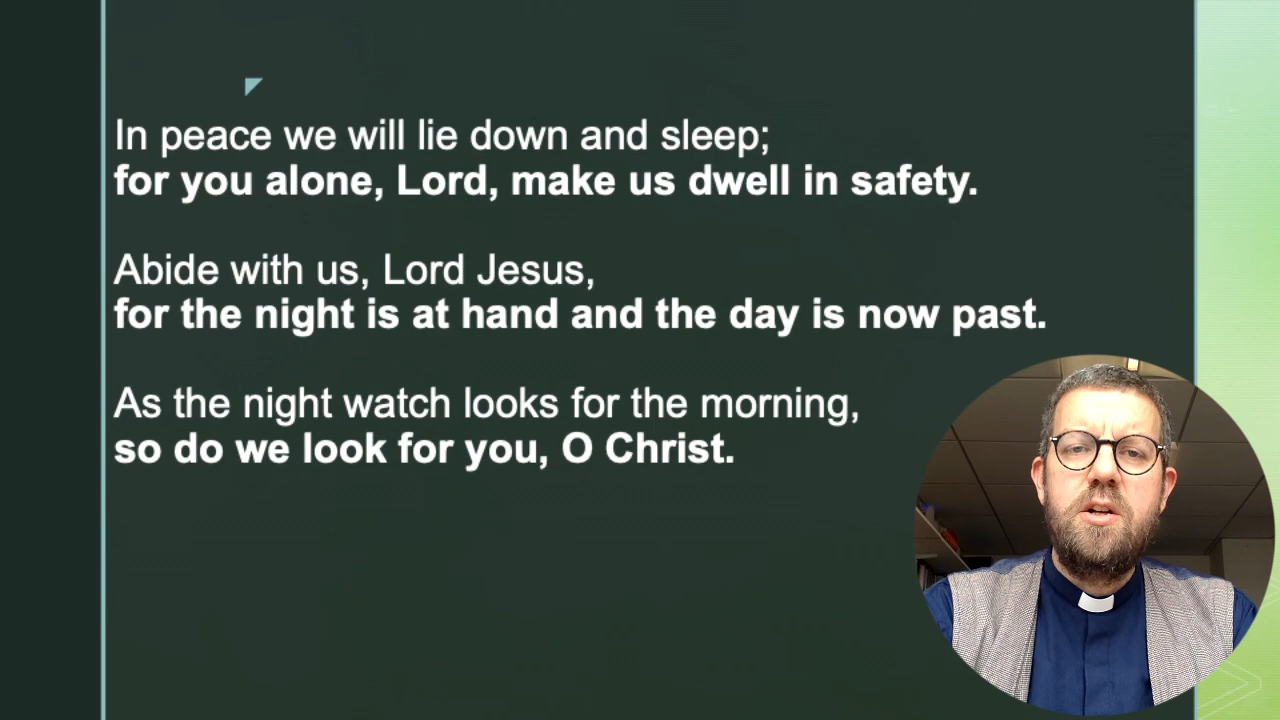 In peace we will lie down and sleep;
for you alone, Lord, make us dwell in safety.
Abide with us, Lord Jesus,
for the night is at hand and the day is now past.
As the night watch looks for the morning,
so do we look for you, O Christ.